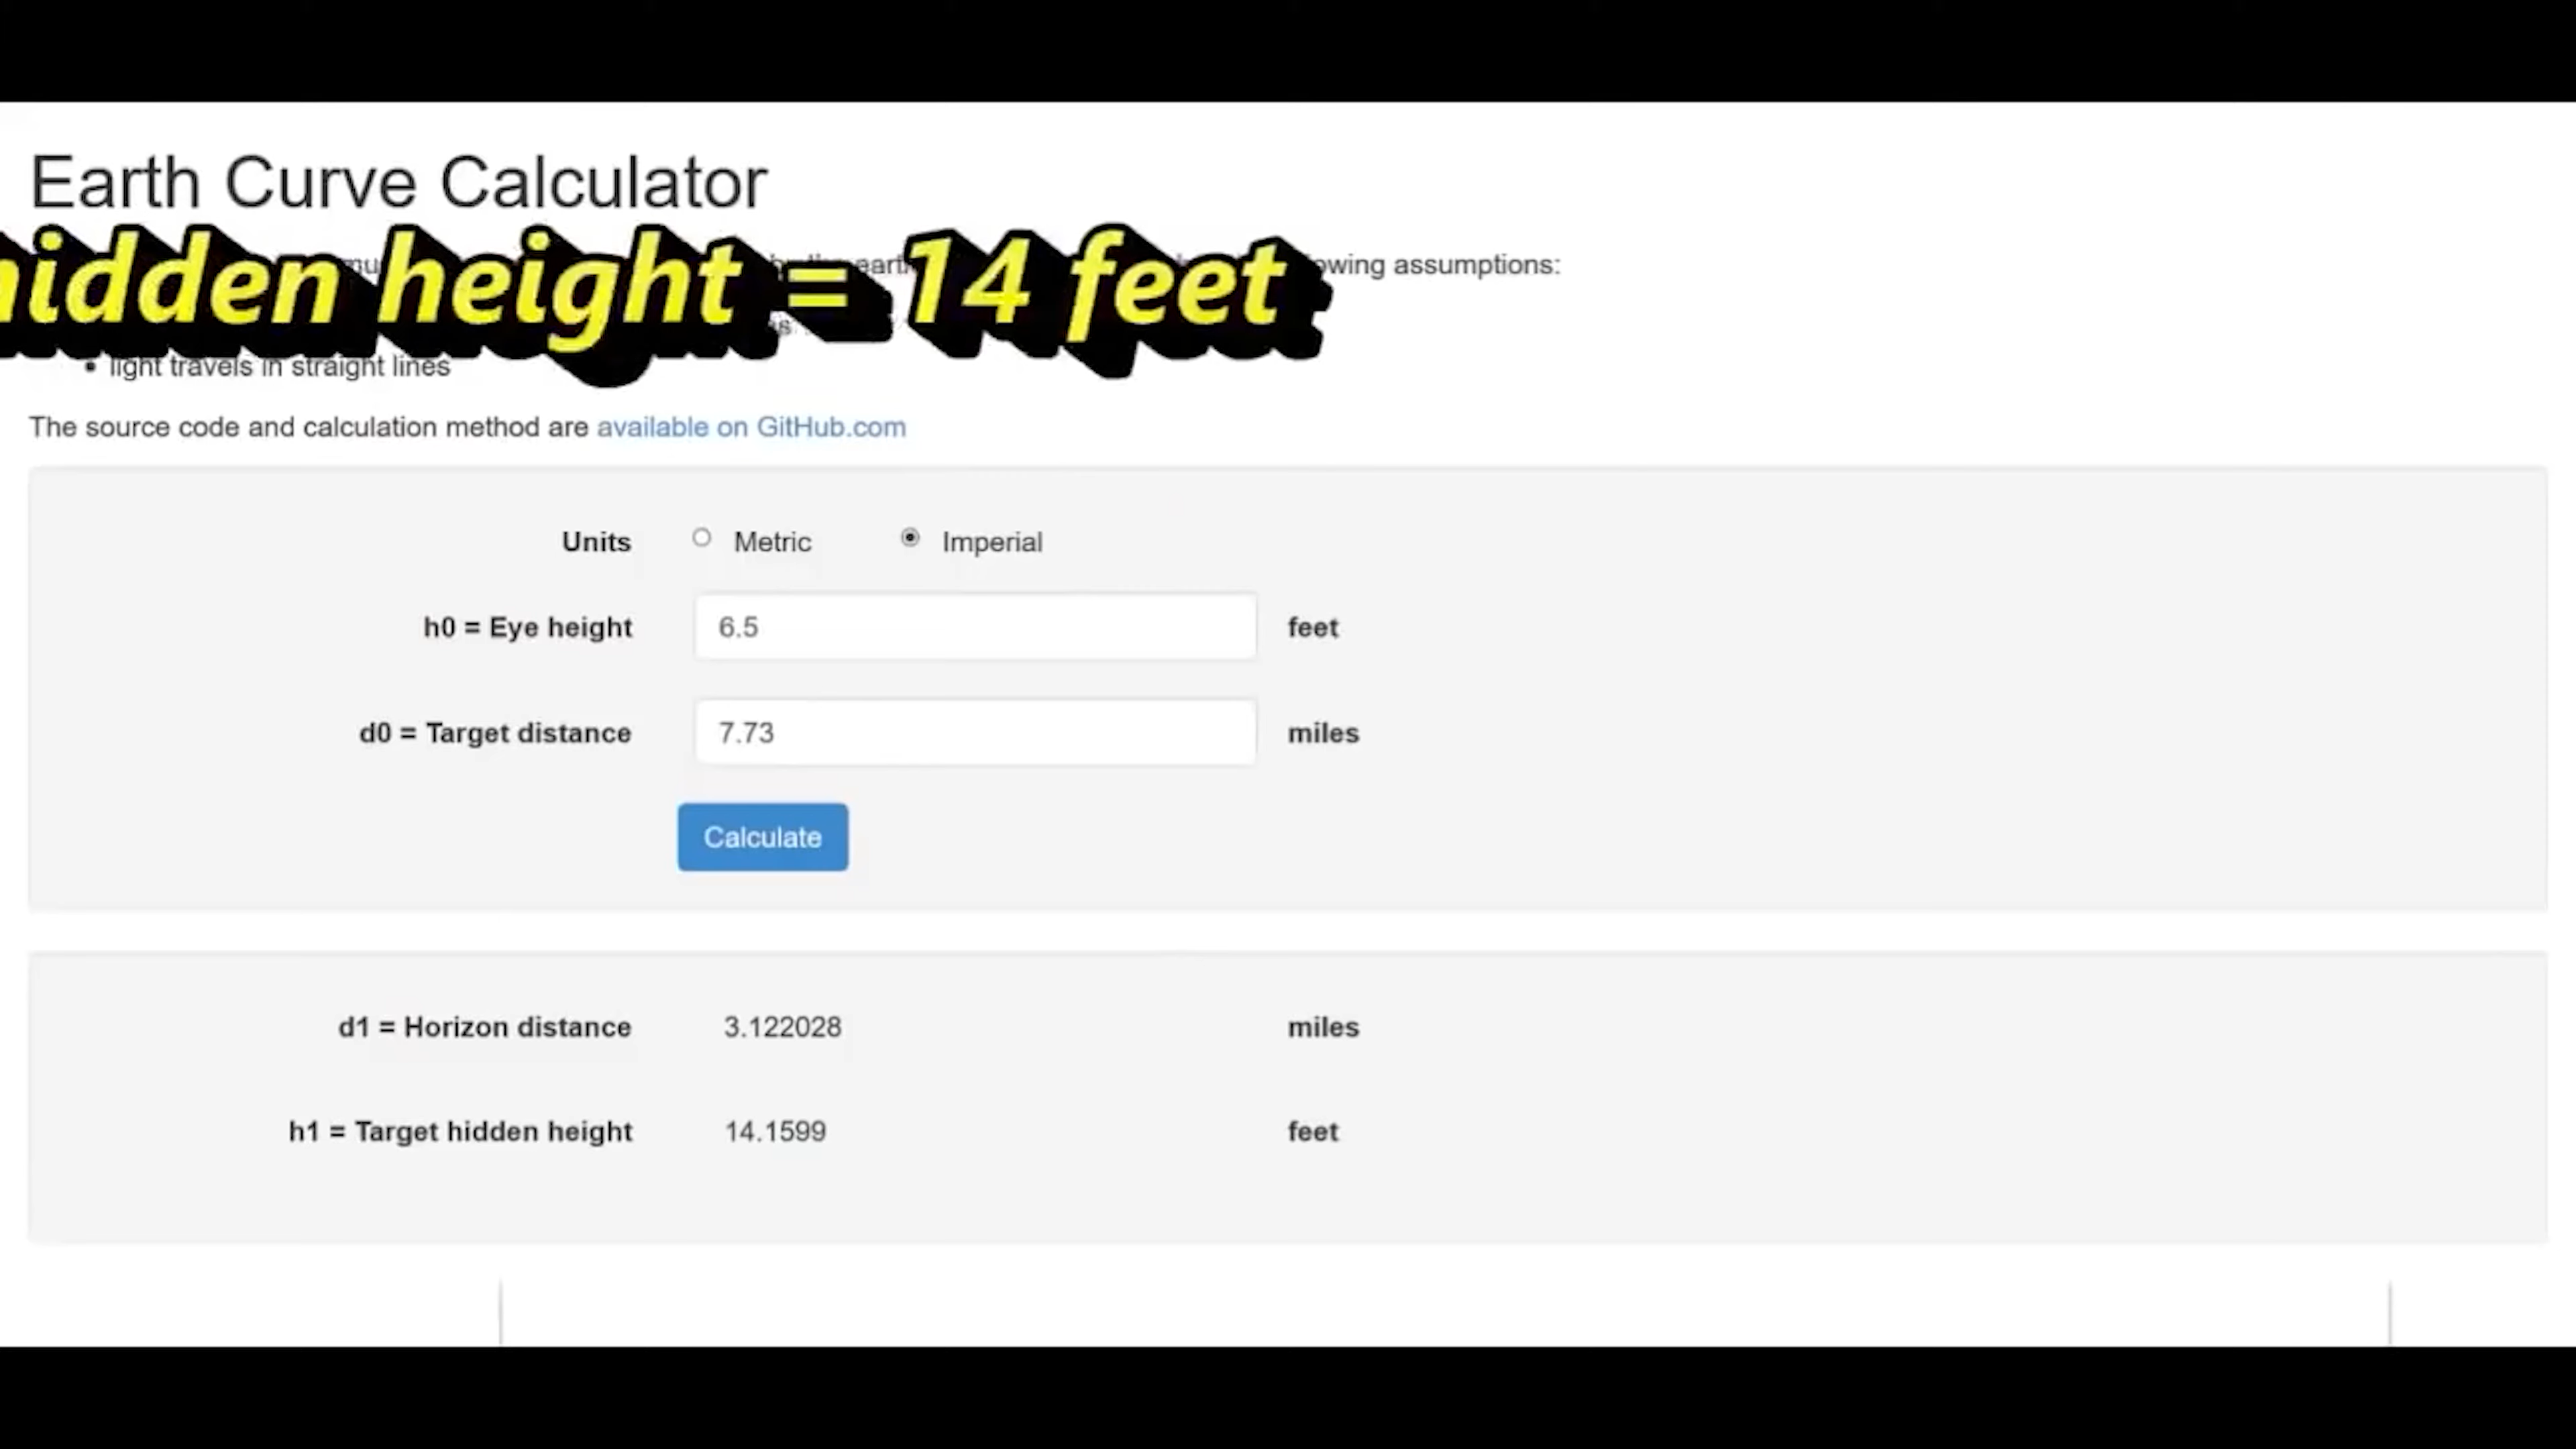 Earth Curve Calculator
hidden height = 14 feet
owing assumptions:
• light travels in straight lines
The source code and calculation method are available on GitHub.com
Units Metric Imperial
h0 = Eye height 6.5 feet
d0 = Target distance 7.73 miles
Calculate
d1 = Horizon distance 3.122028 miles
h1 = Target hidden height 14.1599 feet